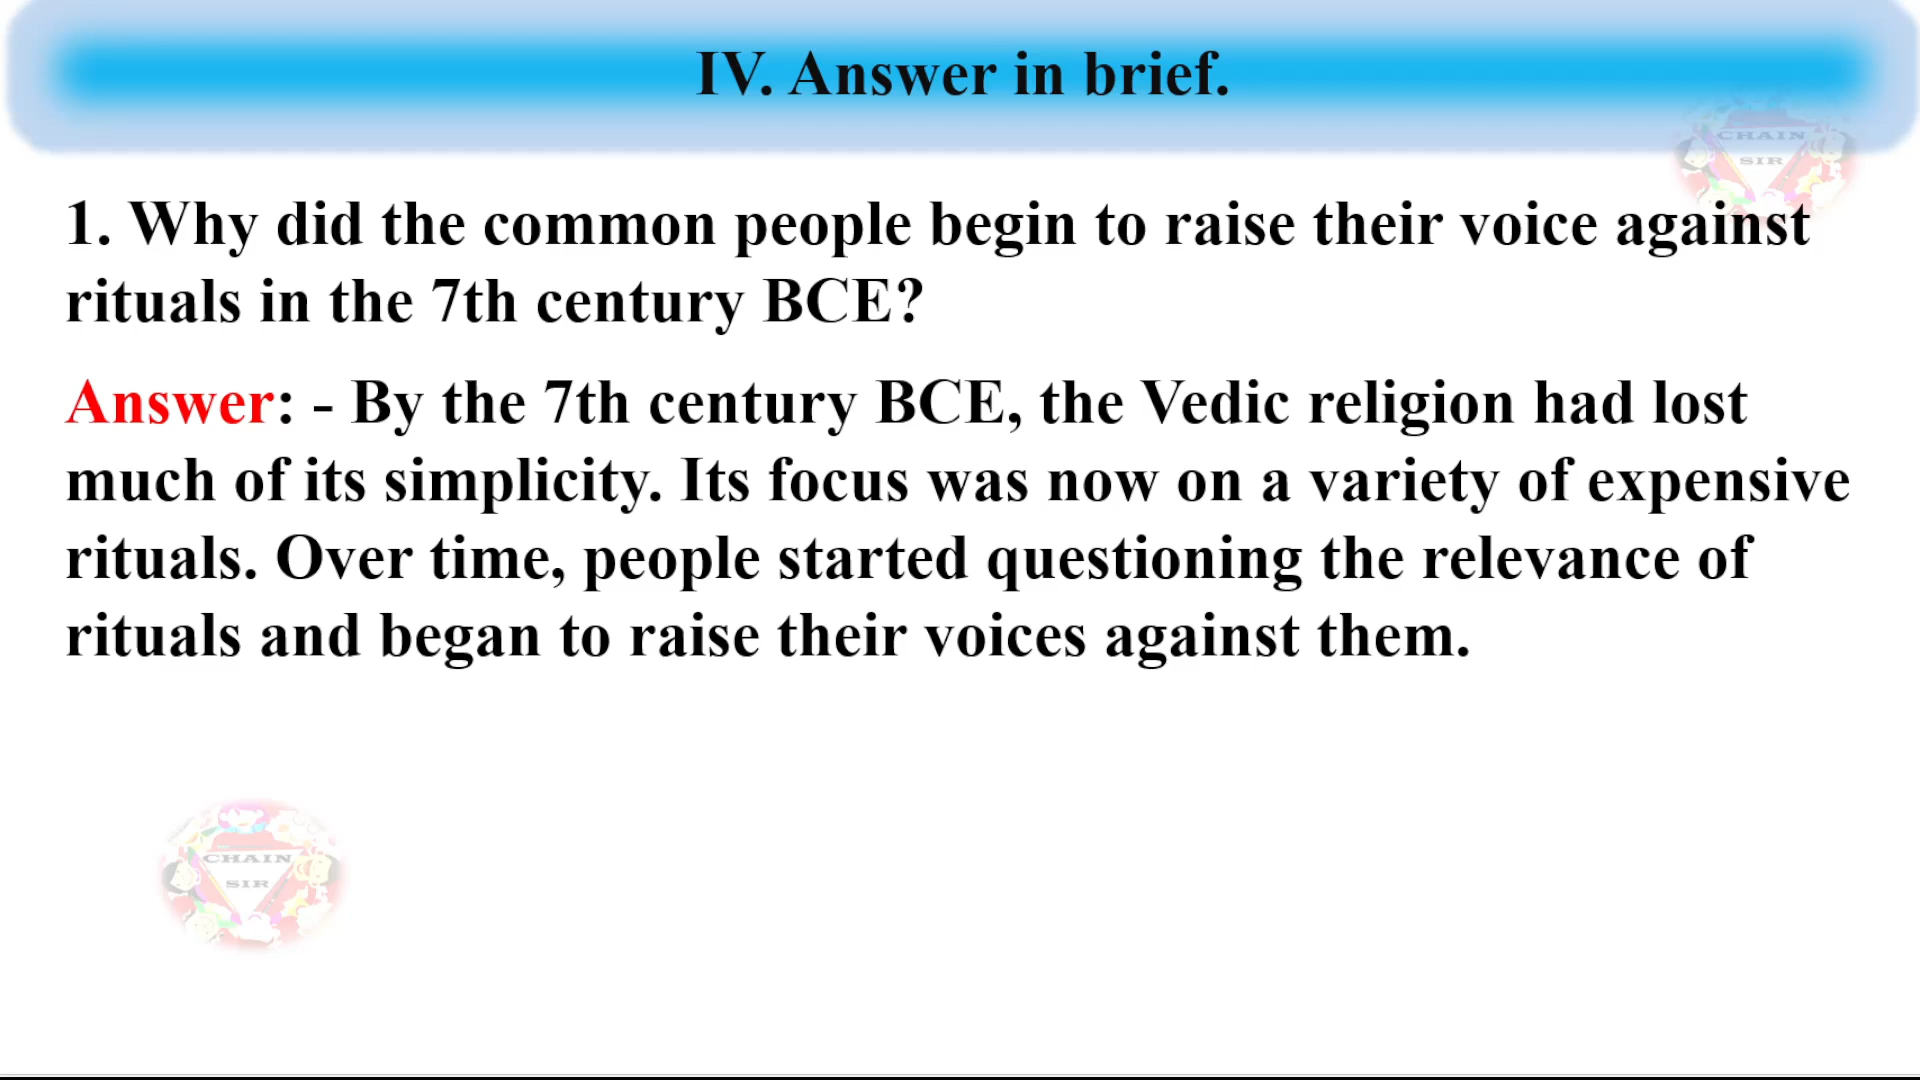 IV. Answer in brief.
CHAIN
SIR
1. Why did the common people begin to raise their voice against
rituals in the 7th century BCE?
Answer: - By the 7th century BCE, the Vedic religion had lost
much of its simplicity. Its focus was now on a variety of expensive
rituals. Over time, people started questioning the relevance of
rituals and began to raise their voices against them.
CHAIN
SIR